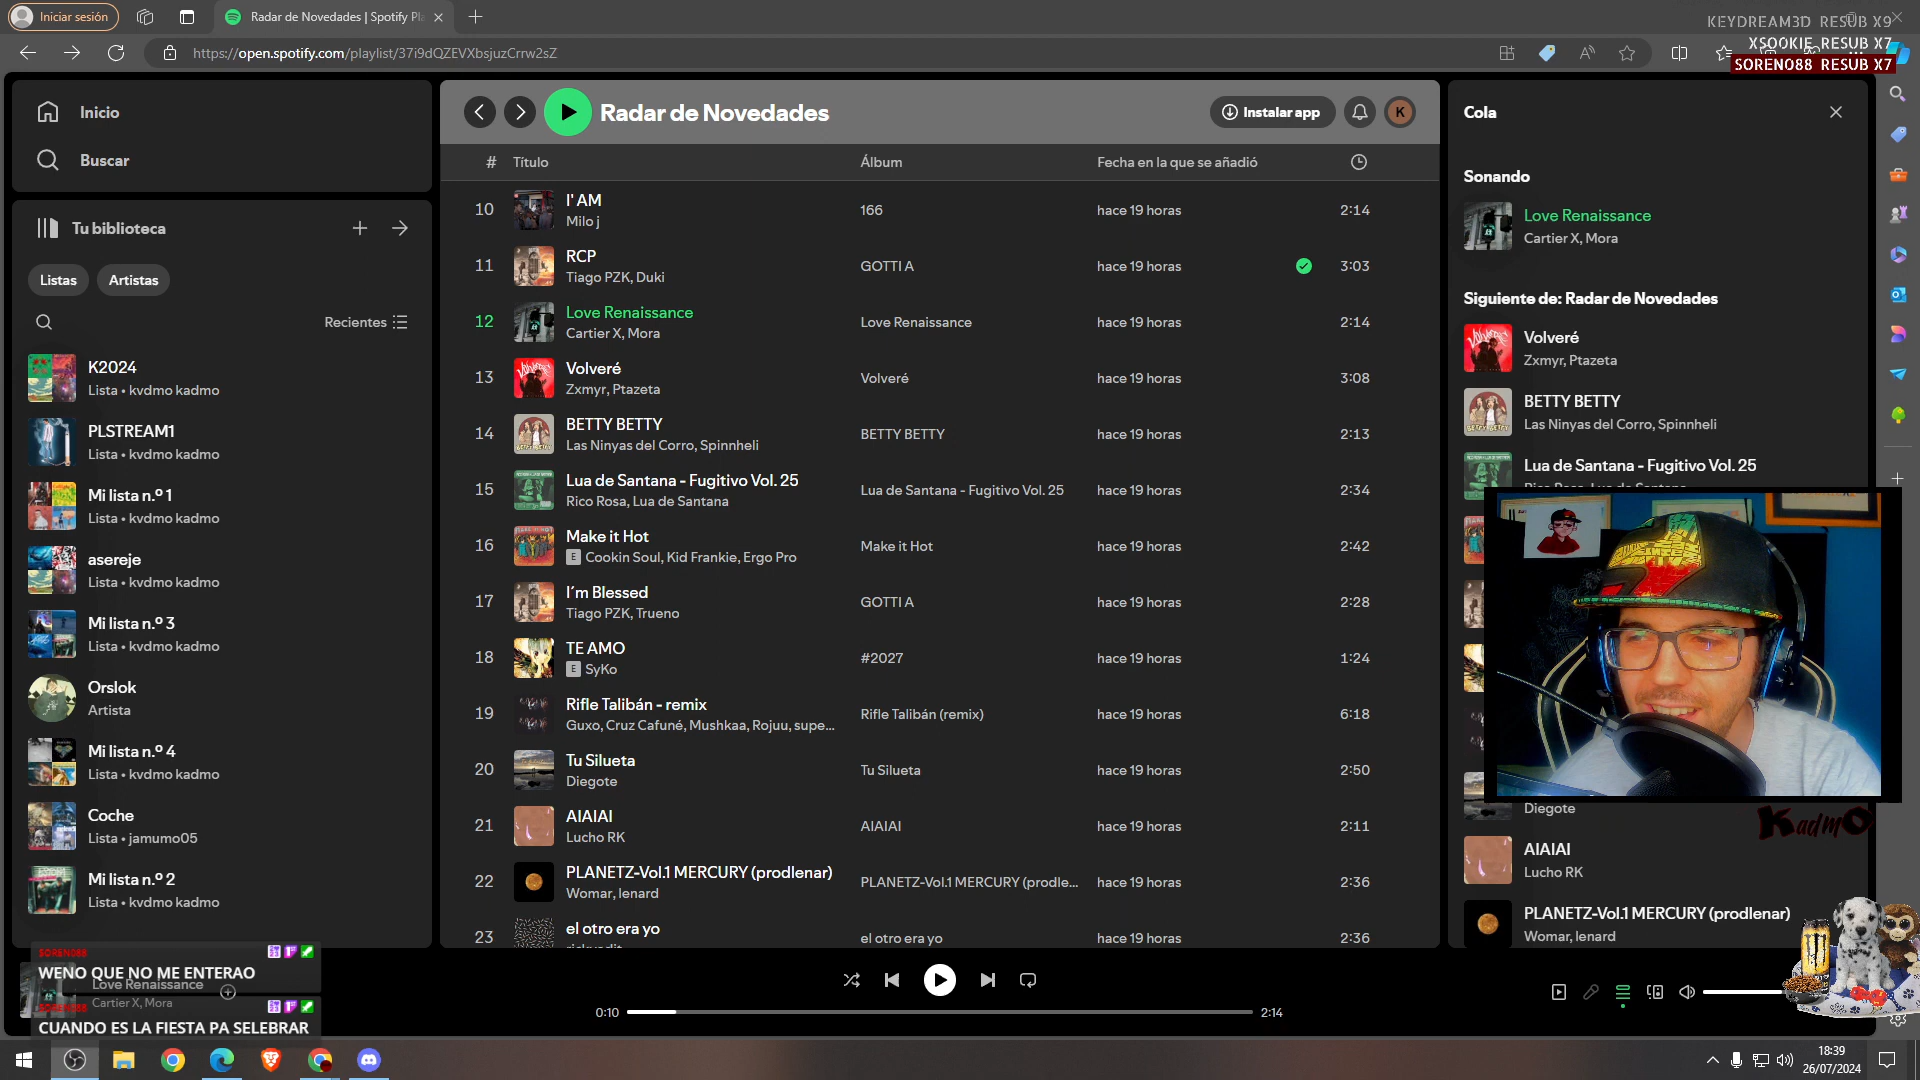 Iniciar sesión
Radar de Novedades | Spotify Pla
https://open.spotify.com/playlist/37i9dQZEVXbsjuzCrrw2sZ
KEYDREAM3D RESUB X9
XSOOKIE RESUB X7
SOREN088 RESUB X7
Inicio
Buscar
Tu biblioteca
Listas
Artistas
Recientes
K2024
Lista • kvdmo kadmo
PLSTREAM1
Lista • kvdmo kadmo
Mi lista n.º 1
Lista • kvdmo kadmo
asereje
Lista • kvdmo kadmo
Mi lista n.º 3
Lista • kvdmo kadmo
Orslok
Artista
Mi lista n.º 4
Lista • kvdmo kadmo
Coche
Lista • jamumo05
Mi lista n.º 2
Lista • kvdmo kadmo
Radar de Novedades
Instalar app
K
# Título Álbum Fecha en la que se añadió
10 I' AM 166 hace 19 horas 2:14
Milo j
11 RCP GOTTI A hace 19 horas 3:03
Tiago PZK, Duki
12 Love Renaissance Love Renaissance hace 19 horas 2:14
Cartier X, Mora
13 Volveré Volveré hace 19 horas 3:08
Zxmyr, Ptazeta
14 BETTY BETTY BETTY BETTY hace 19 horas 2:13
Las Ninyas del Corro, Spinnheli
15 Lua de Santana - Fugitivo Vol. 25 Lua de Santana - Fugitivo Vol. 25 hace 19 horas 2:34
Rico Rosa, Lua de Santana
16 Make it Hot Make it Hot hace 19 horas 2:42
E Cookin Soul, Kid Frankie, Ergo Pro
17 I´m Blessed GOTTI A hace 19 horas 2:28
Tiago PZK, Trueno
18 TE AMO #2027 hace 19 horas 1:24
E SyKo
19 Rifle Talibán - remix Rifle Talibán (remix) hace 19 horas 6:18
Guxo, Cruz Cafuné, Mushkaa, Rojuu, supe...
20 Tu Silueta Tu Silueta hace 19 horas 2:50
Diegote
21 AIAIAI AIAIAI hace 19 horas 2:11
Lucho RK
22 PLANETZ-Vol.1 MERCURY (prodlenar) PLANETZ-Vol.1 MERCURY (prodle... hace 19 horas 2:36
Womar, lenard
23 el otro era yo el otro era yo hace 19 horas 2:36
Cola
Sonando
Love Renaissance
Cartier X, Mora
Siguiente de: Radar de Novedades
Volveré
Zxmyr, Ptazeta
BETTY BETTY
Las Ninyas del Corro, Spinnheli
Lua de Santana - Fugitivo Vol. 25
Rico Rosa, Lua de Santana
Diegote
KadmO
AIAIAI
Lucho RK
PLANETZ-Vol.1 MERCURY (prodlenar)
Womar, lenard
SOREN088
WENO QUE NO ME ENTERAO
Love Renaissance
Cartier X, Mora
SOREN088
CUANDO ES LA FIESTA PA SELEBRAR
0:10
2:14
18:39
26/07/2024